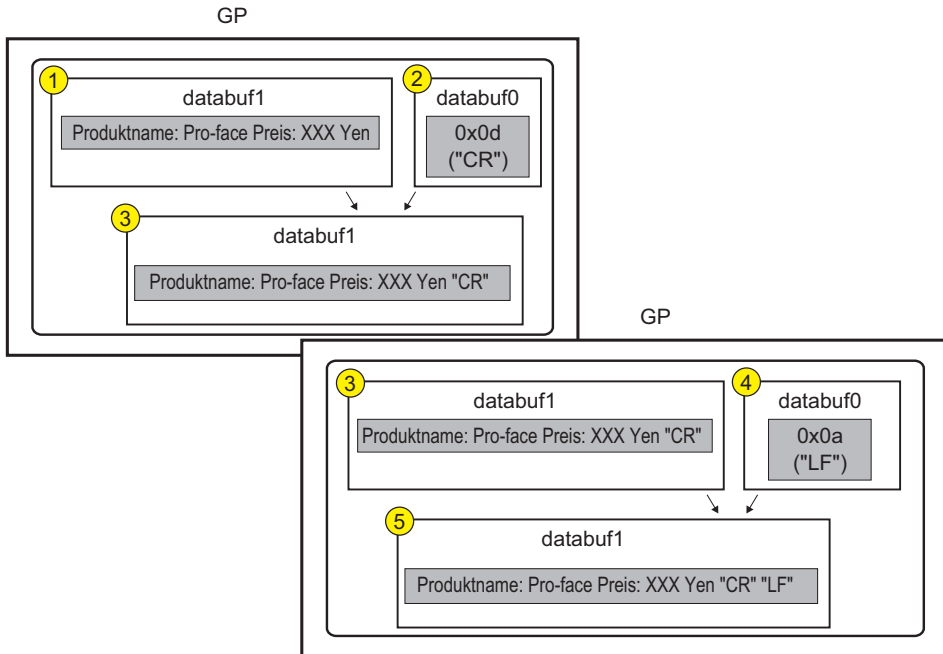 GP
1
databuf1
Produktname: Pro-face Preis: XXX Yen
2
databuf0
0x0d
("CR")
3
databuf1
Produktname: Pro-face Preis: XXX Yen "CR"
GP
3
databuf1
Produktname: Pro-face Preis: XXX Yen "CR"
4
databuf0
0x0a
("LF")
5
databuf1
Produktname: Pro-face Preis: XXX Yen "CR" "LF"